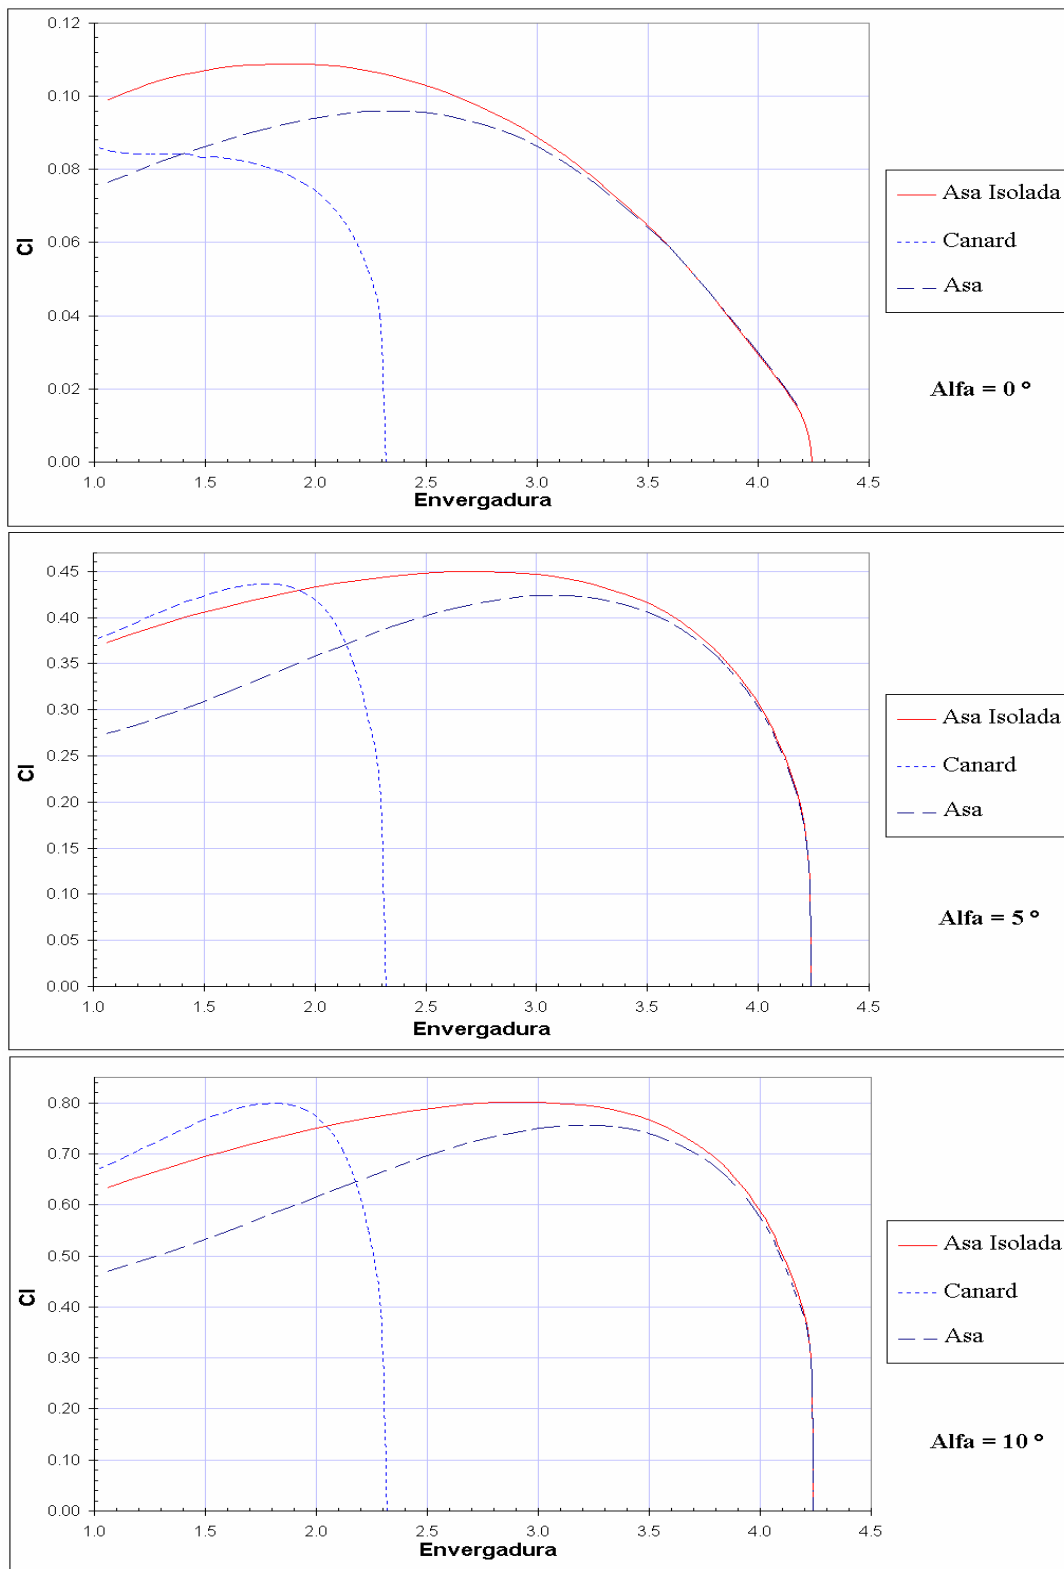 0.12
0.10
0.08
0.06
0.04
0.02
0.00
Cl
1.0 1.5 2.0 2.5 3.0 3.5 4.0 4.5
Envergadura
Asa Isolada
Canard
Asa
Alfa = 0 °
0.45
0.40
0.35
0.30
0.25
0.20
0.15
0.10
0.05
0.00
Cl
1.0 1.5 2.0 2.5 3.0 3.5 4.0 4.5
Envergadura
Asa Isolada
Canard
Asa
Alfa = 5 °
0.80
0.70
0.60
0.50
0.40
0.30
0.20
0.10
0.00
Cl
1.0 1.5 2.0 2.5 3.0 3.5 4.0 4.5
Envergadura
Asa Isolada
Canard
Asa
Alfa = 10 °